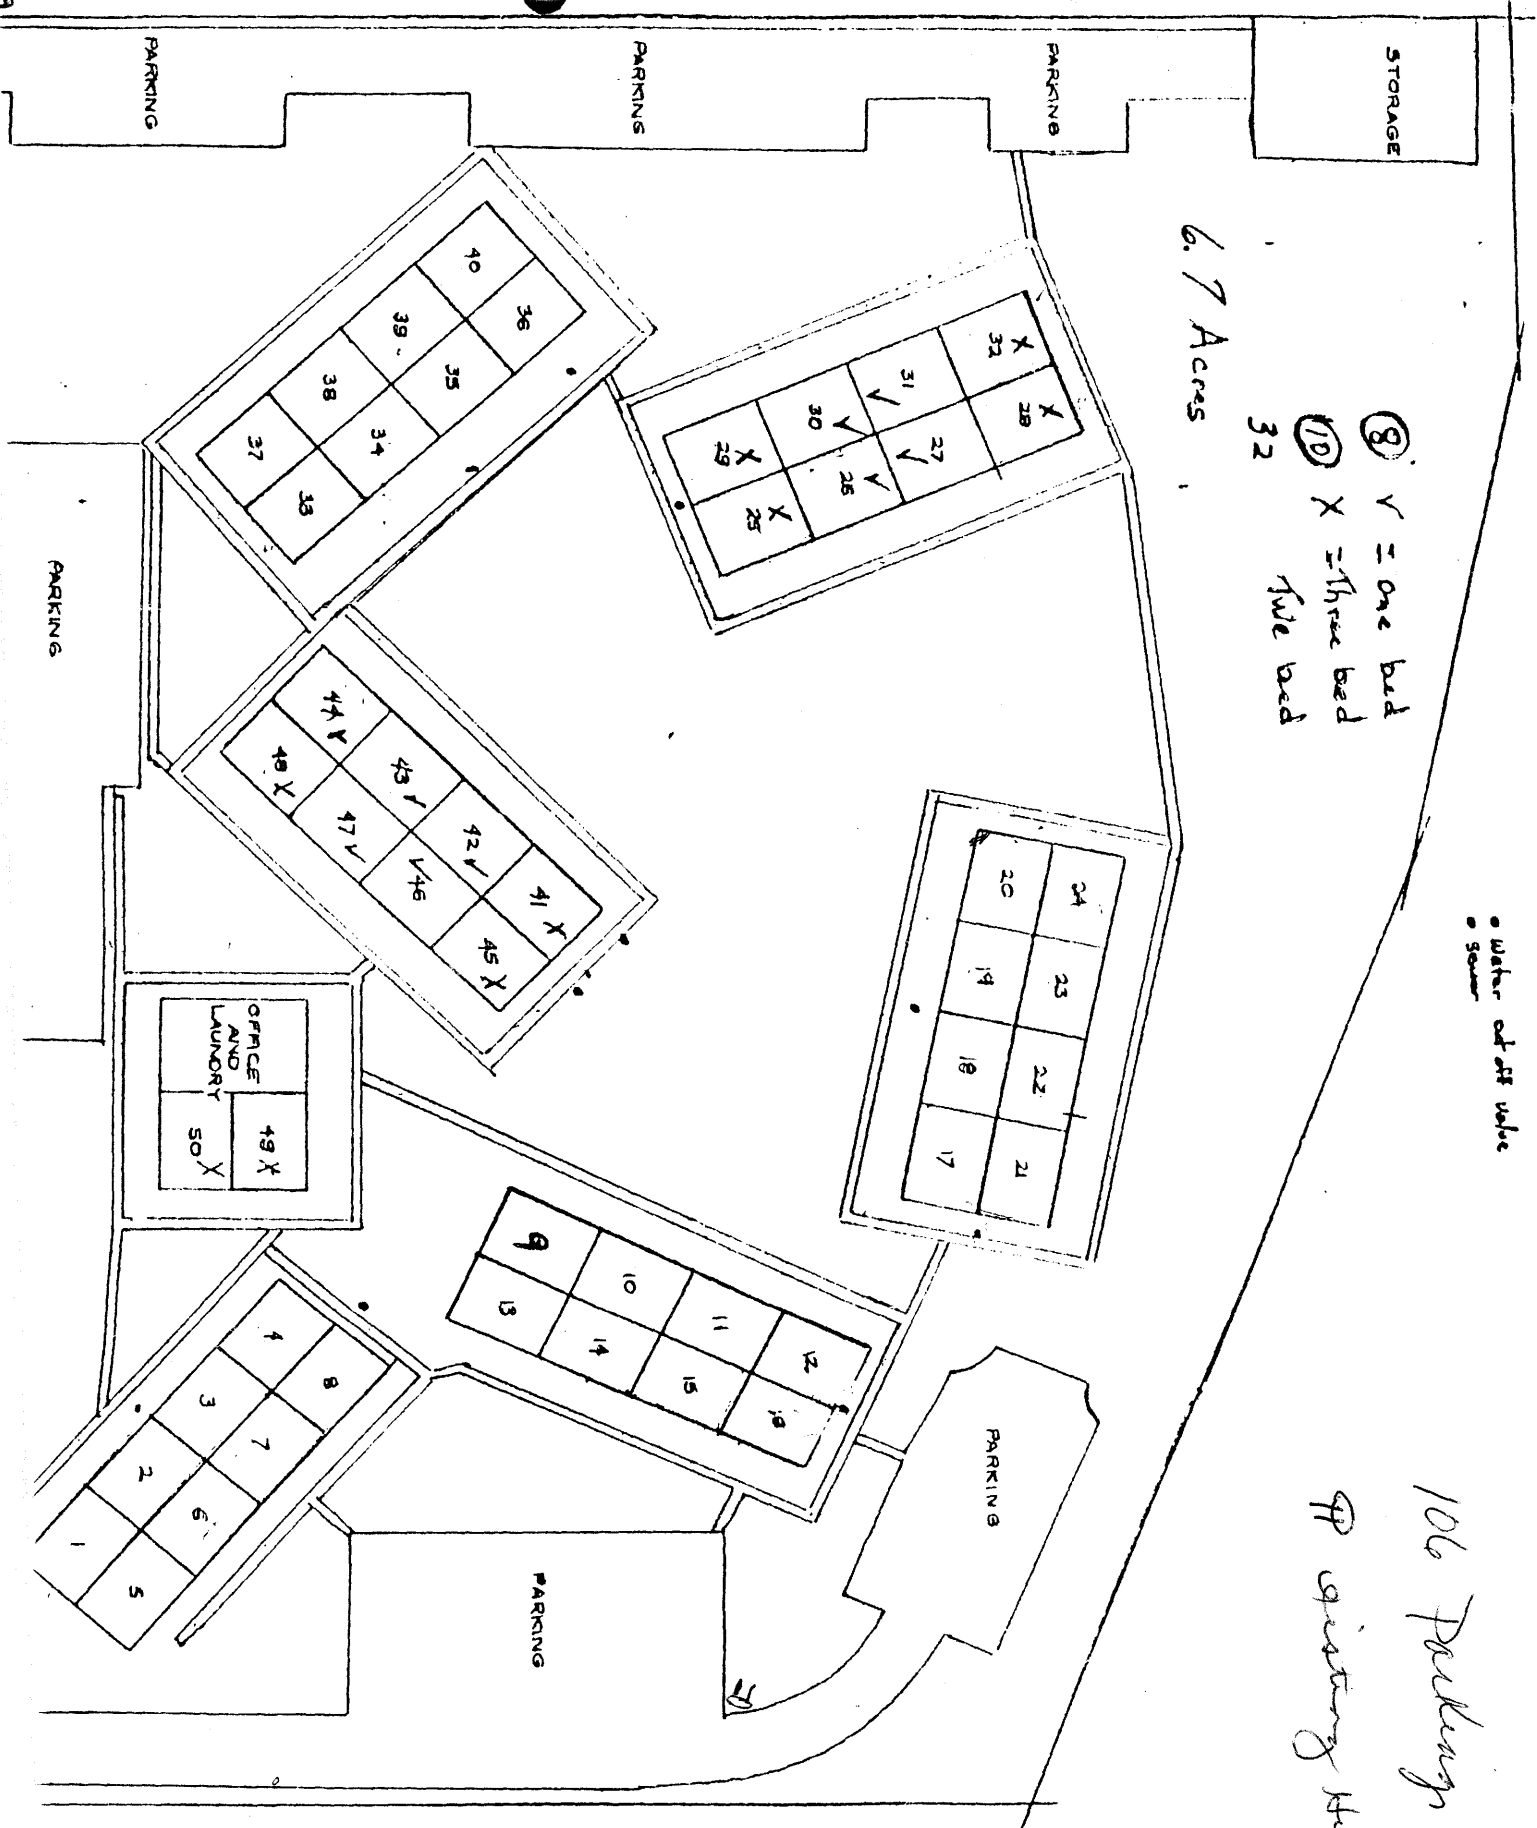 STORAGE
PARKING
PARKING
PARKING
6.7 Acres
⑧ ✓ = one bed
⑩ X = Three bed
32 Two bed
• water cut off valve
• sewer
106 Parking
32 X
28 X
31 ✓
27 ✓
30 ✓
26 ✓
29 X
25 X
40
36
39
35
38
34
37
33
PARKING
44 ✓
48 X
43 ✓
47 ✓
42 ✓
✓ 46
41 X
45 X
20
24
19
23
18
22
17
21
OFFICE
AND
LAUNDRY
49 X
50 X
9
10
11
12
13
14
15
16
4
8
3
7
2
6
1
5
PARKING
PARKING